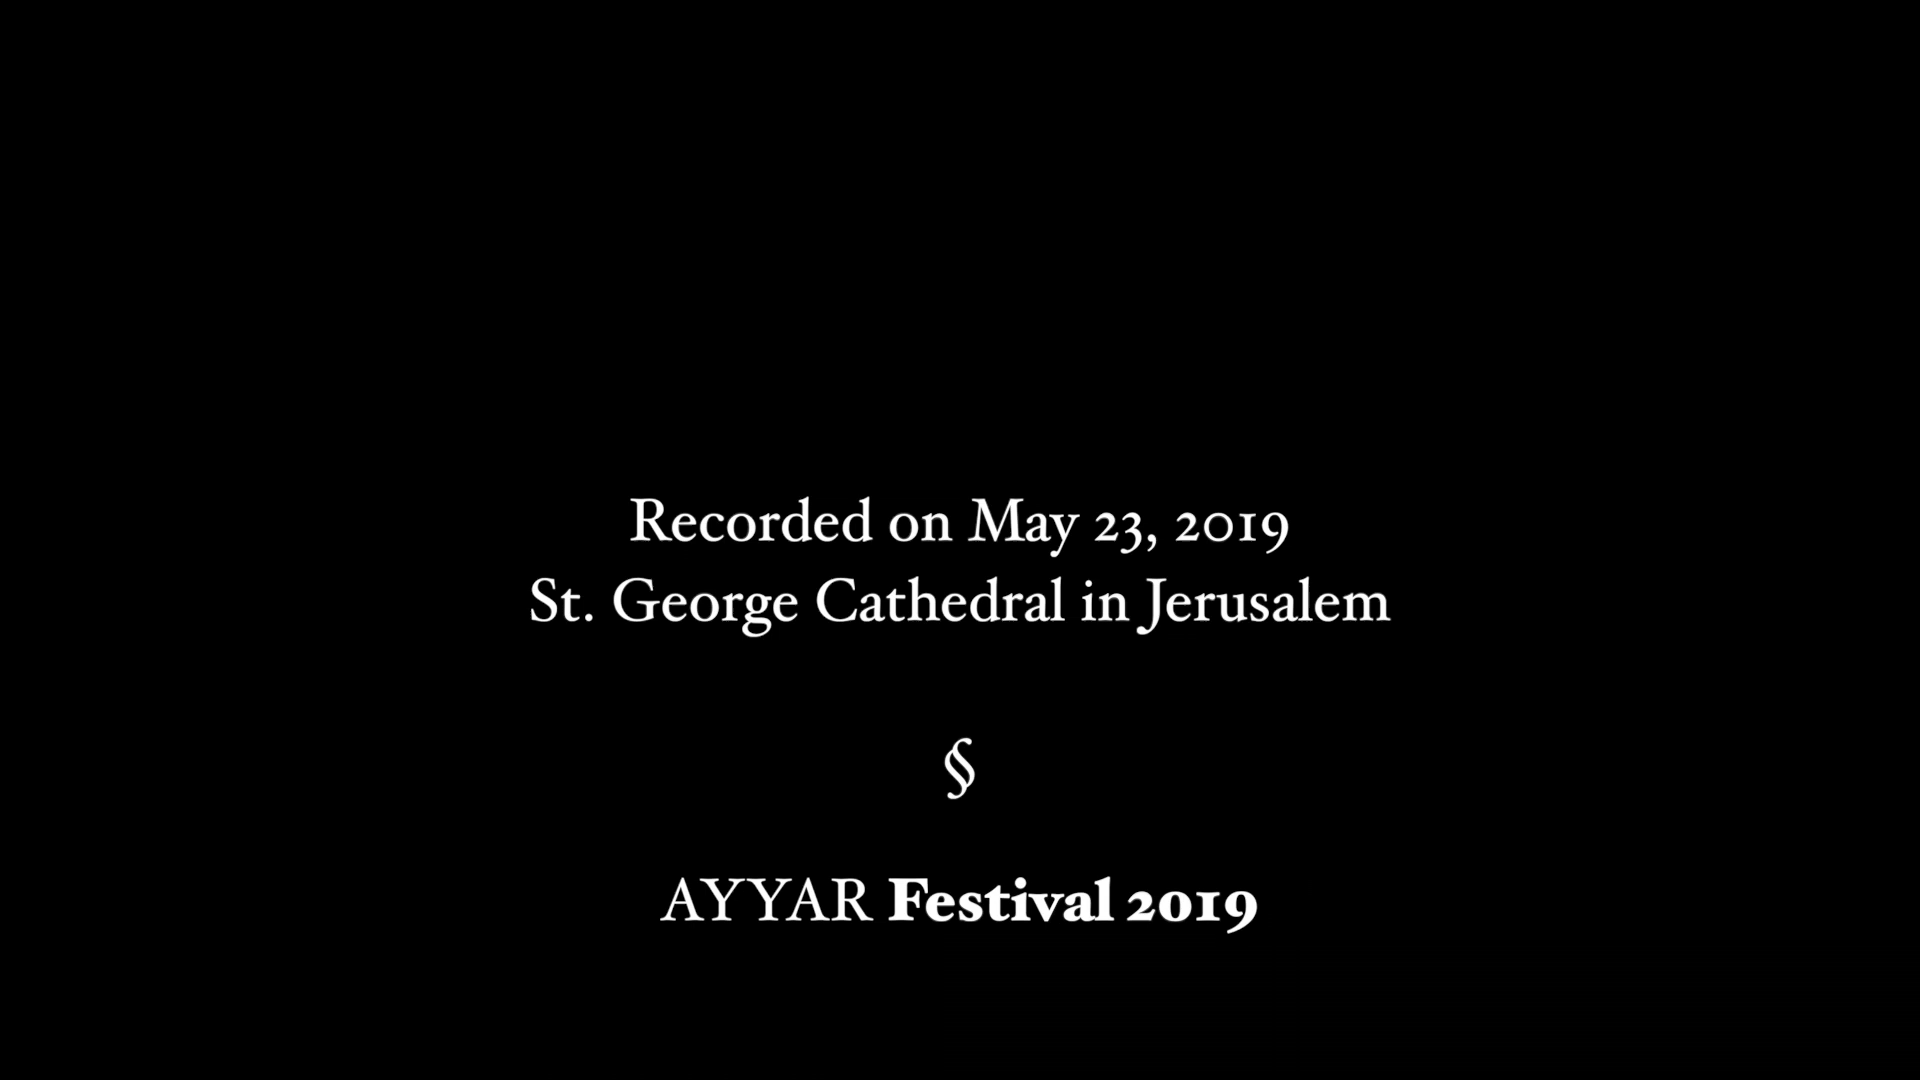 Recorded on May 23, 2019
St. George Cathedral in Jerusalem
§
AYYAR Festival 2019